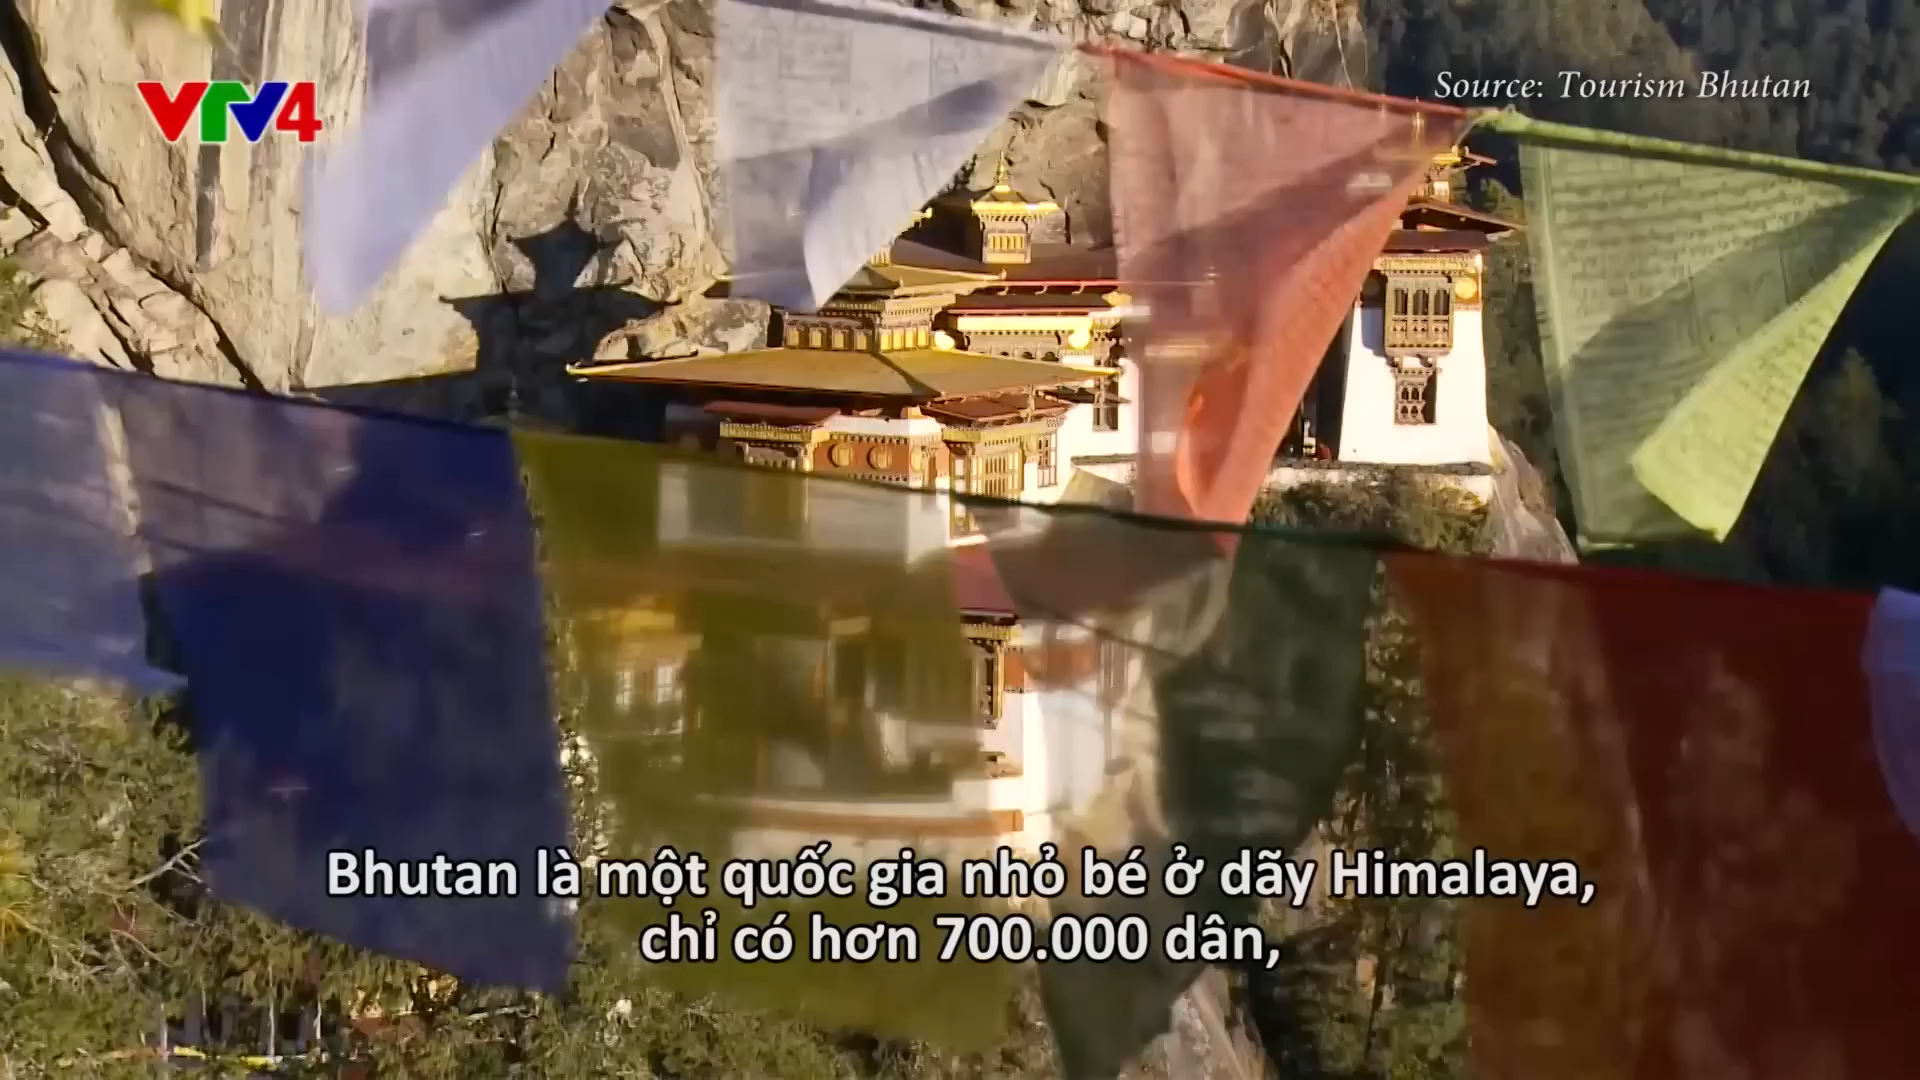 VTV4
Source: Tourism Bhutan
Bhutan là một quốc gia nhỏ bé ở dãy Himalaya,
chỉ có hơn 700.000 dân,